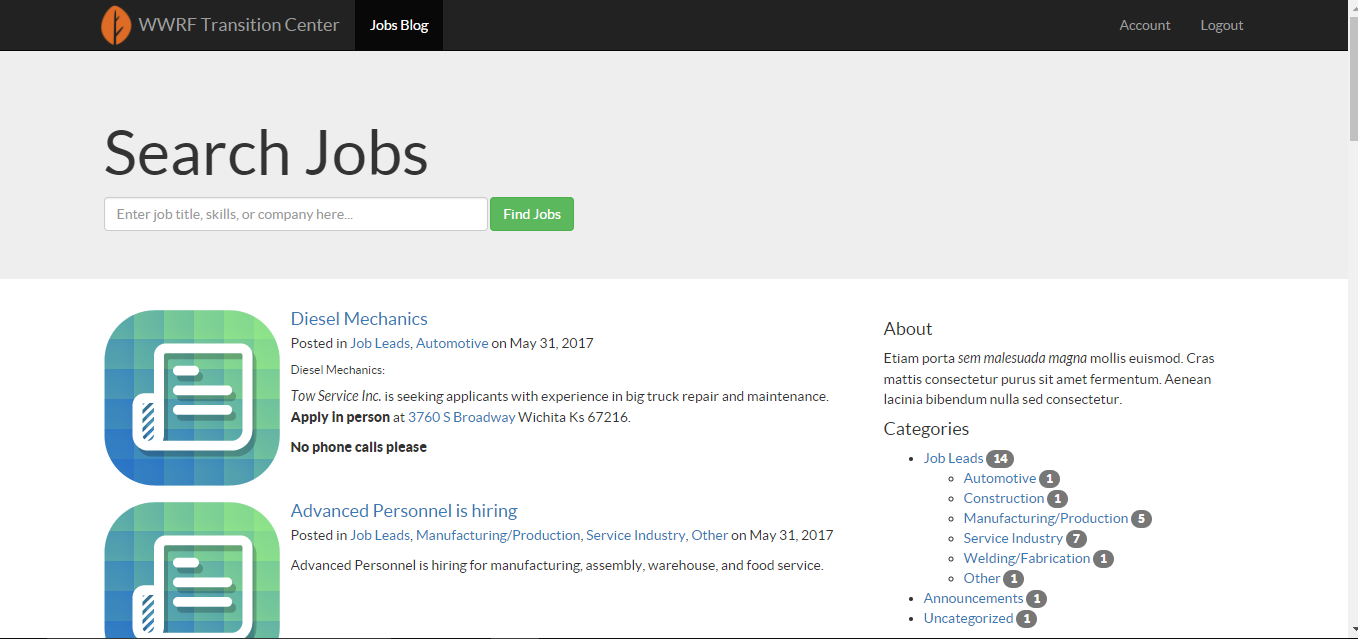 WWRF Transition Center
Jobs Blog
Account
Logout
Search Jobs
Enter job title, skills, or company here...
Find Jobs
Diesel Mechanics
Posted in Job Leads, Automotive on May 31, 2017
Diesel Mechanics:
Tow Service Inc. is seeking applicants with experience in big truck repair and maintenance.
Apply in person at 3760 S Broadway Wichita Ks 67216.
No phone calls please
Advanced Personnel is hiring
Posted in Job Leads, Manufacturing/Production, Service Industry, Other on May 31, 2017
Advanced Personnel is hiring for manufacturing, assembly, warehouse, and food service.
About
Etiam porta sem malesuada magna mollis euismod. Cras
mattis consectetur purus sit amet fermentum. Aenean
lacinia bibendum nulla sed consectetur.
Categories
Job Leads 14
Automotive 1
Construction 1
Manufacturing/Production 5
Service Industry 7
Welding/Fabrication 1
Other 1
Announcements 1
Uncategorized 1